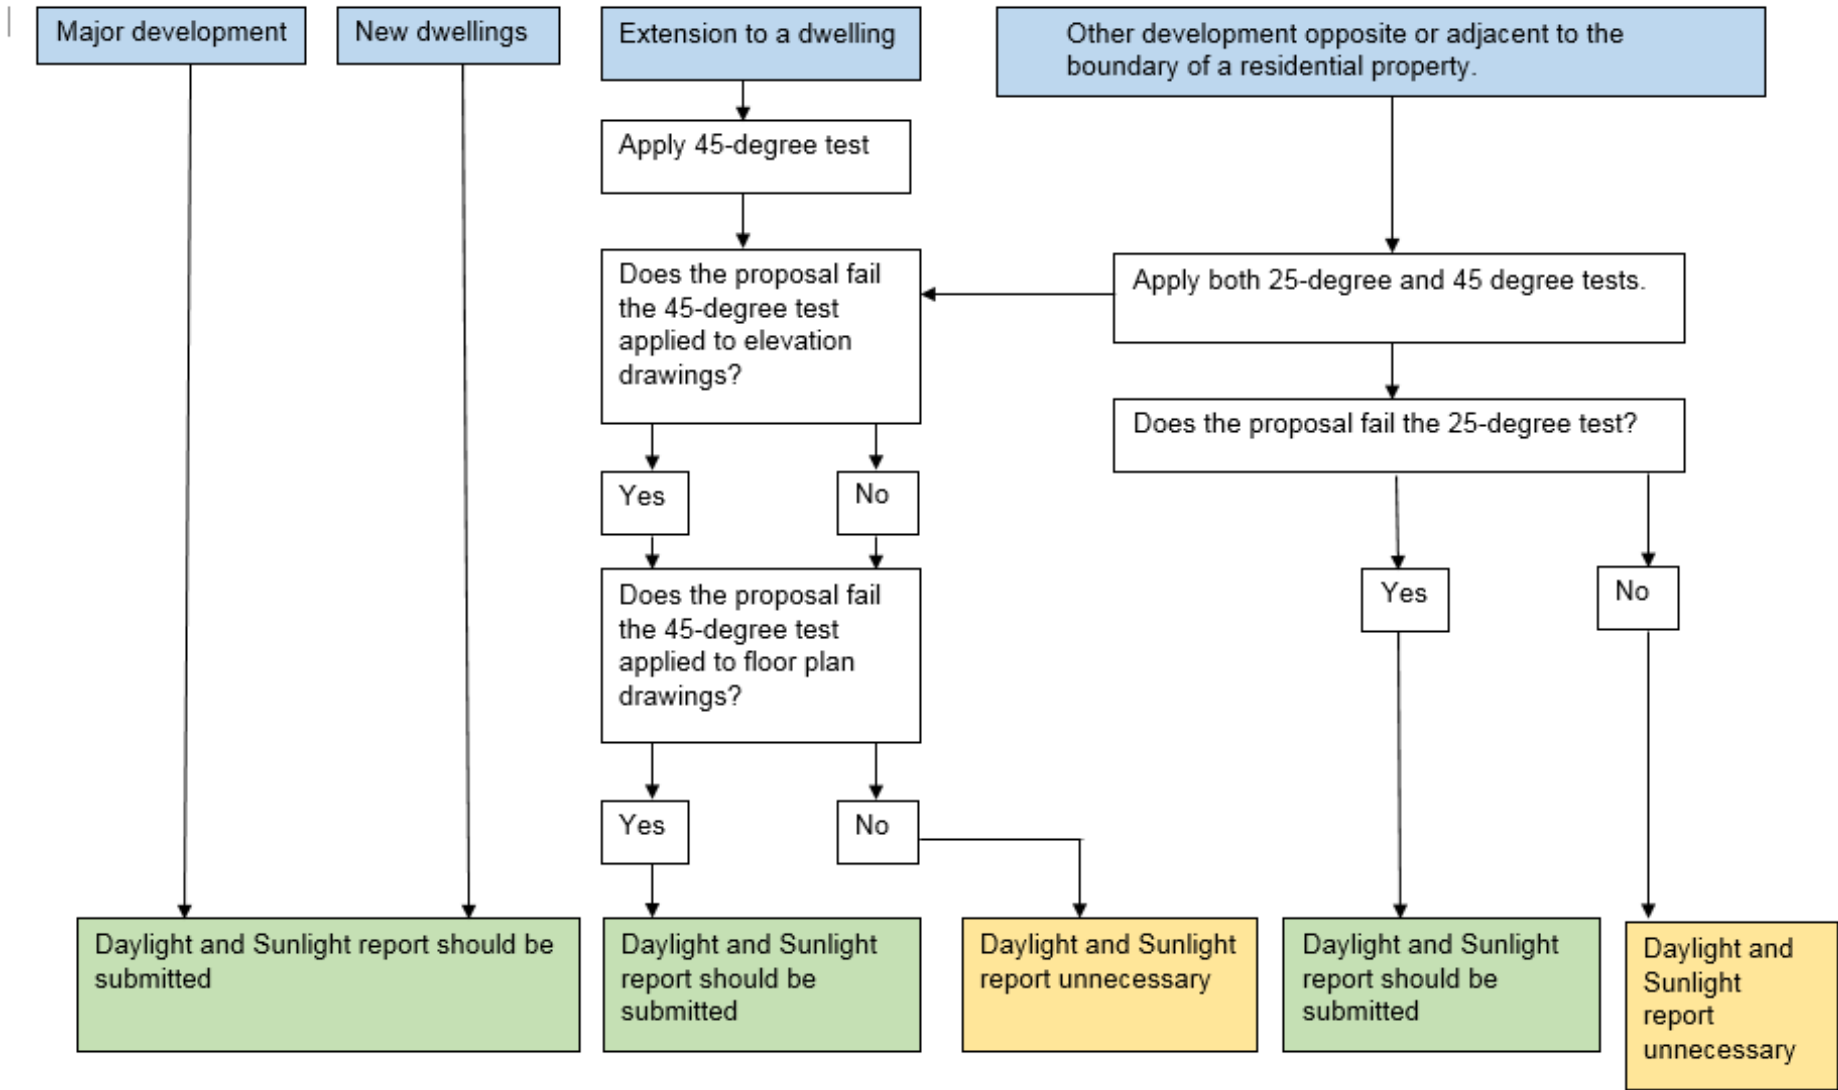 Major development
New dwellings
Extension to a dwelling
Other development opposite or adjacent to the
boundary of a residential property.
Apply 45-degree test
Does the proposal fail
the 45-degree test
applied to elevation
drawings?
Apply both 25-degree and 45 degree tests.
Does the proposal fail the 25-degree test?
Yes
No
Does the proposal fail
the 45-degree test
applied to floor plan
drawings?
Yes
No
Yes
No
Daylight and Sunlight report should be
submitted
Daylight and Sunlight
report should be
submitted
Daylight and Sunlight
report unnecessary
Daylight and Sunlight
report should be
submitted
Daylight and
Sunlight
report
unnecessary